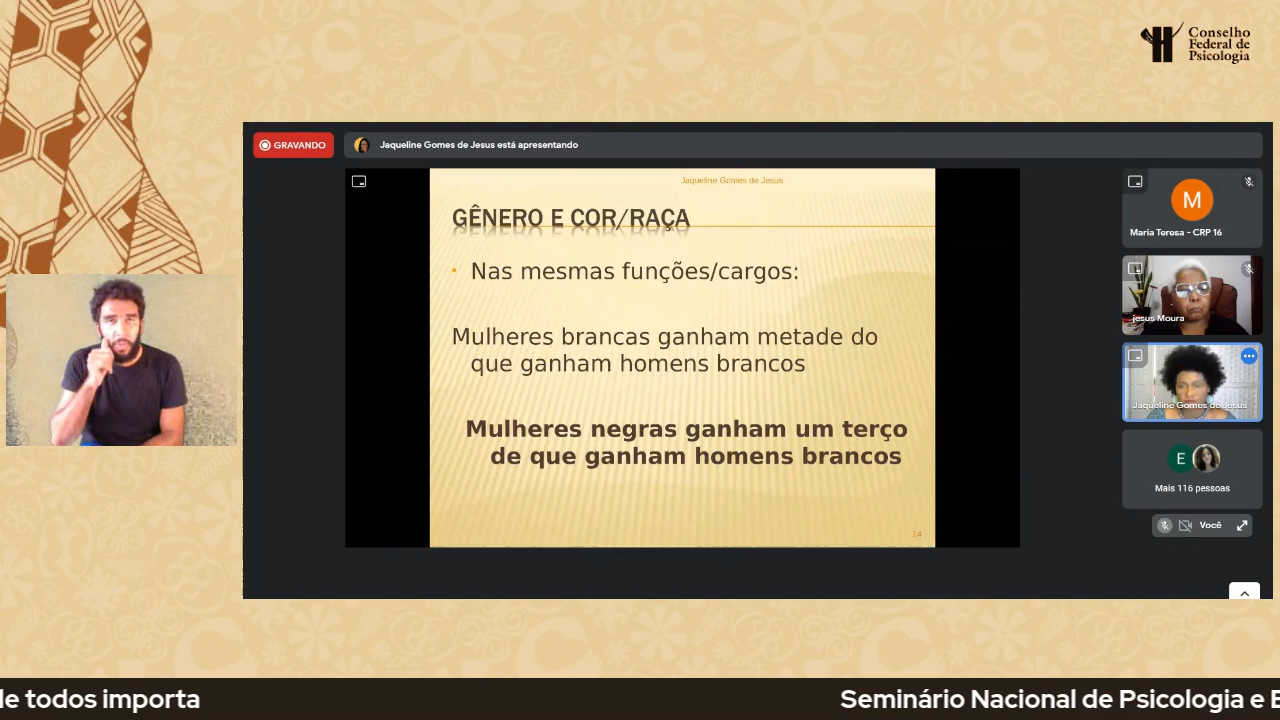 Conselho
Federal de
Psicologia
GRAVANDO
Jaqueline Gomes de Jesus está apresentando
Jaqueline Gomes de Jesus
GÊNERO E COR/RAÇA
• Nas mesmas funções/cargos:
Mulheres brancas ganham metade do
que ganham homens brancos
Mulheres negras ganham um terço
de que ganham homens brancos
14
M
Maria Teresa - CRP 16
jesus Moura
Jaqueline Gomes de Jesus
E
Mais 116 pessoas
Você
de todos importa
Seminário Nacional de Psicologia e E